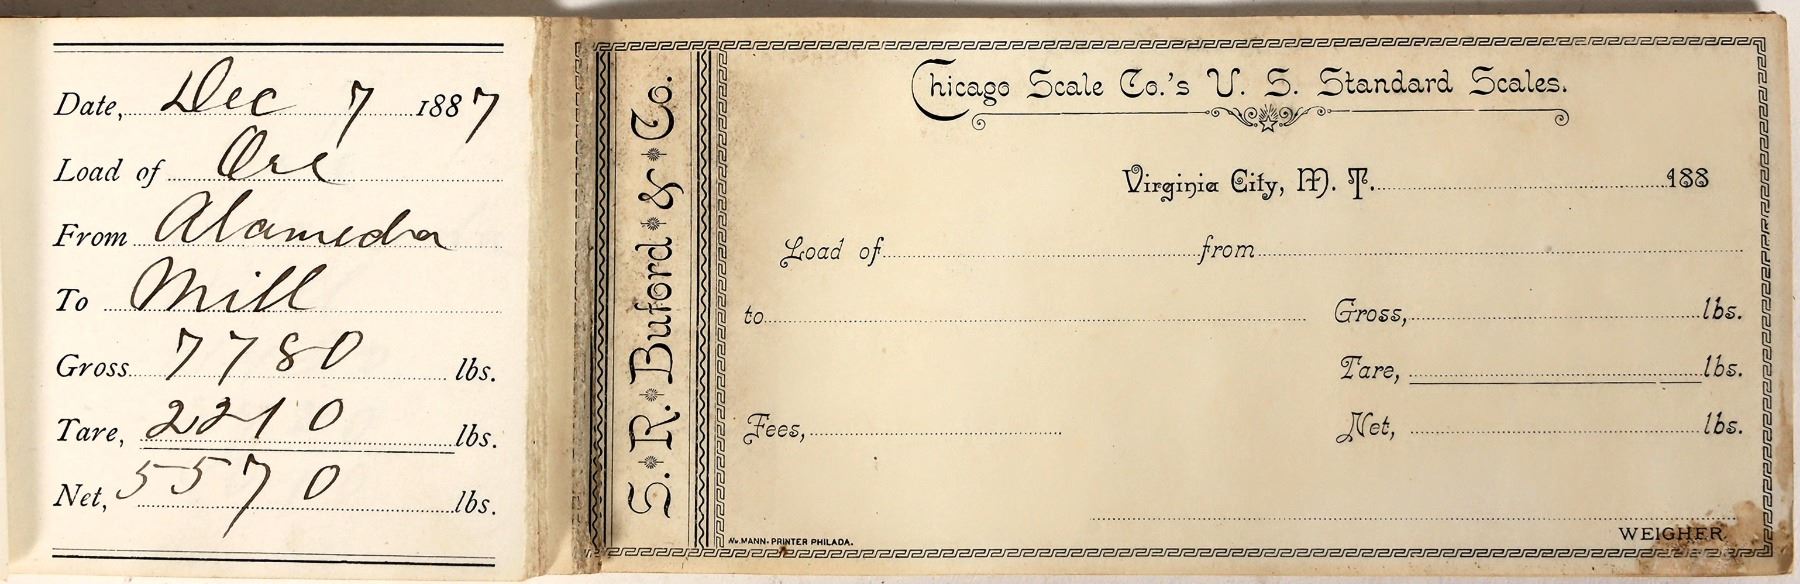 Date, Dec 7 1887
Load of Ore
From Alameda
To Mill
Gross 7780 lbs.
Tare, 2210 lbs.
Net, 5570 lbs.
S. R. Buford & Co.
Chicago Scale Co.'s U. S. Standard Scales.
Virginia City, M. T. 188
Load of from
to Gross, lbs.
Tare, lbs.
Fees, Net, lbs.
WEIGHER.
Wm. MANN. PRINTER PHILADA.